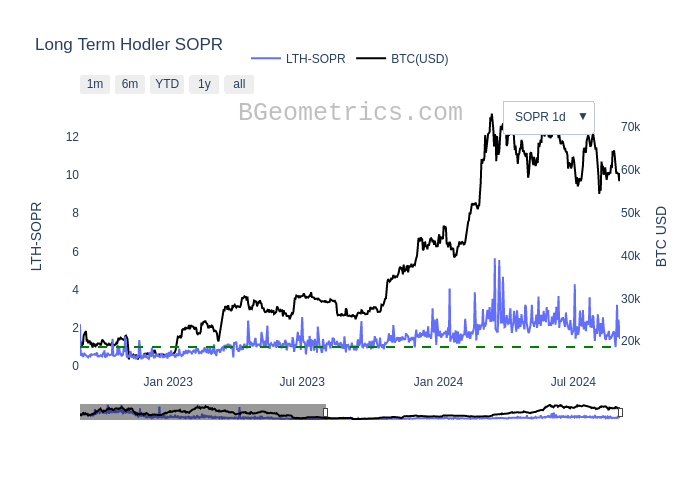 Long Term Hodler SOPR
LTH-SOPR BTC(USD)
1m 6m YTD 1y all
BGeometrics.com
SOPR 1d ▼
12
10
8
6
4
2
0
LTH-SOPR
70k
60k
50k
40k
30k
20k
BTC USD
Jan 2023 Jul 2023 Jan 2024 Jul 2024